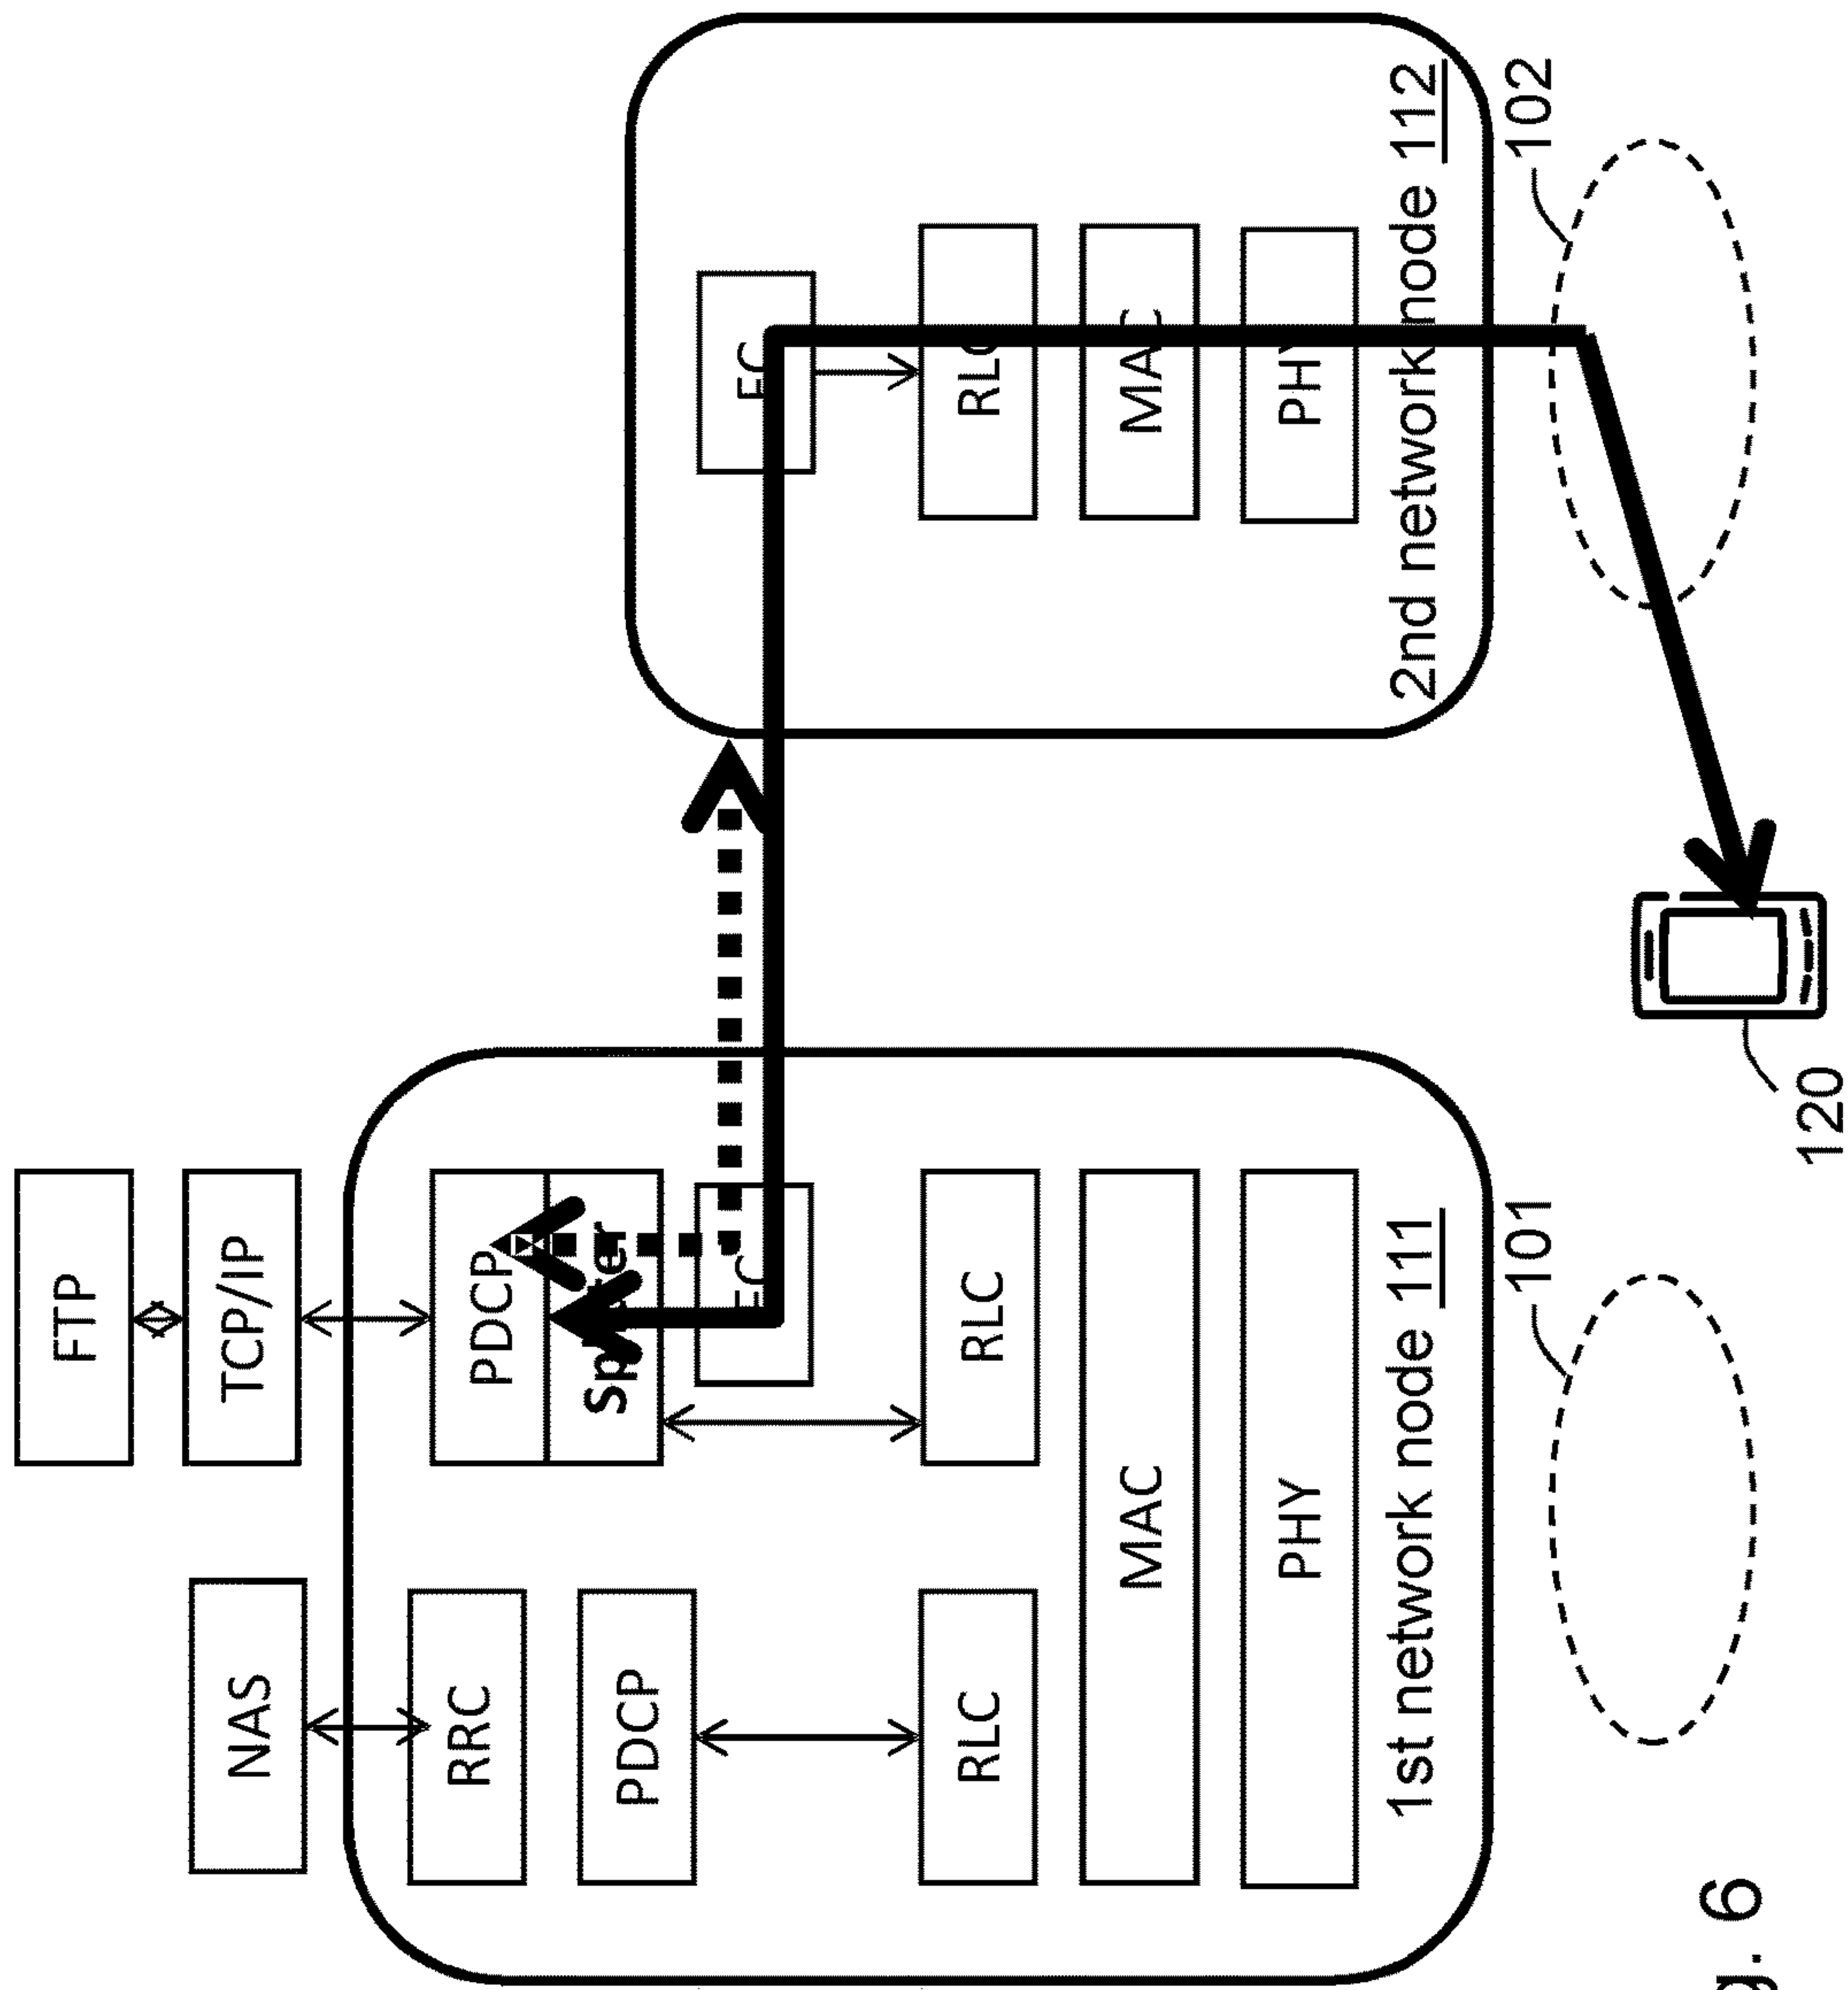 FTP
NAS
TCP/IP
RRC
PDCP
PDCP
RLC
RLC
RLC
MAC
MAC
PHY
PHY
1st network node 111
2nd network node 112
101
102
120
g. 6